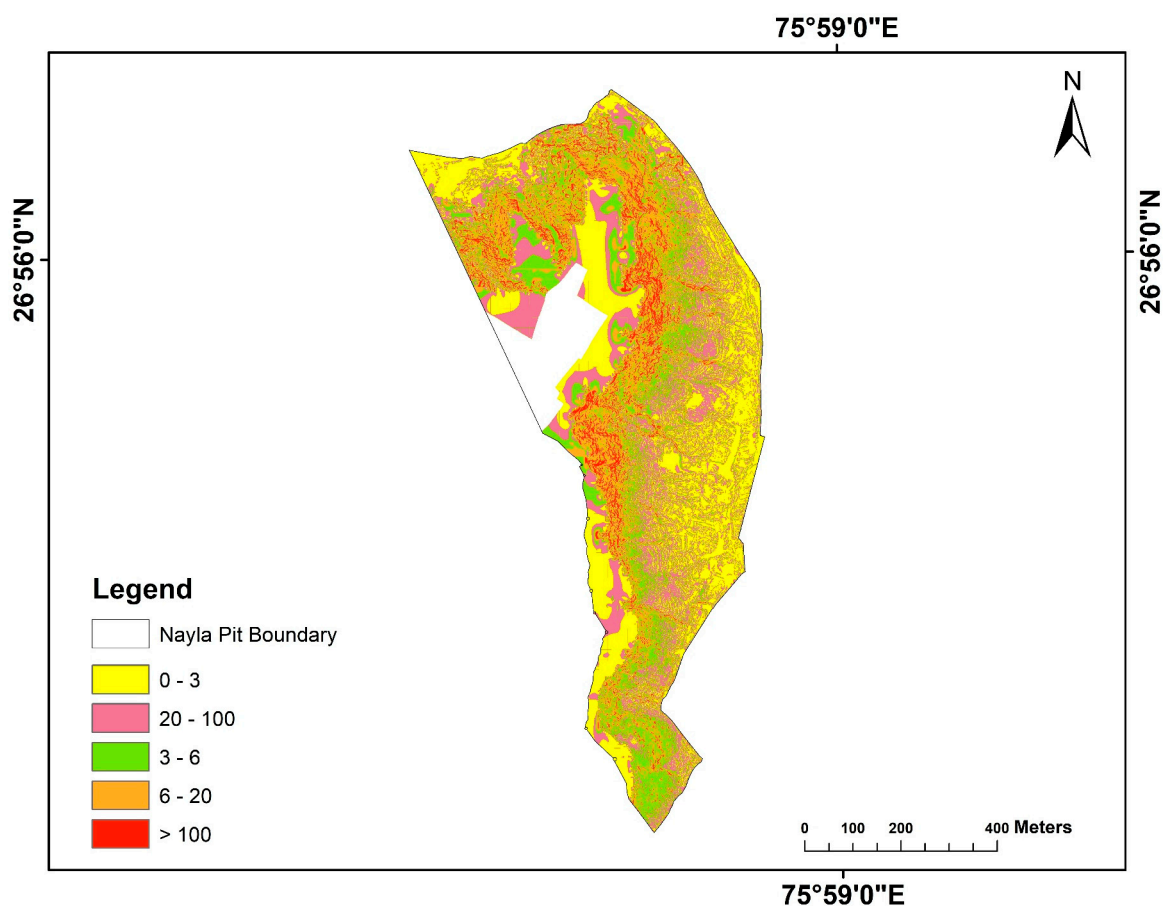 75°59'0"E
N
26°56'0"N
26°56'0"N
Legend
Nayla Pit Boundary
0 - 3
20 - 100
3 - 6
6 - 20
> 100
0 100 200 400 Meters
75°59'0"E